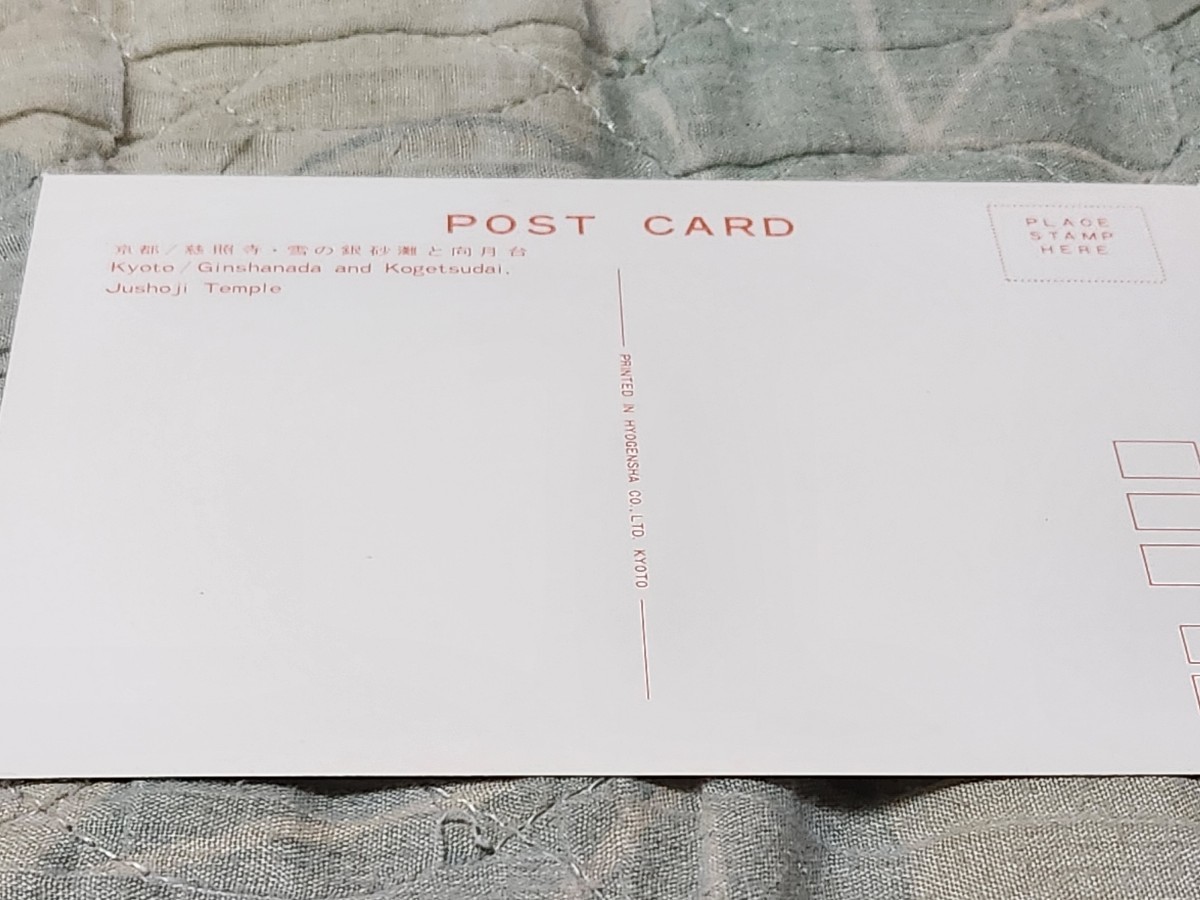 POST CARD
京都/慈照寺・雪の銀砂灘と向月台
Kyoto/Ginshanada and Kogetsudai,
Jushoji Temple
PLACE
STAMP
HERE
PRINTED IN HYOGENSHA CO., LTD. KYOTO